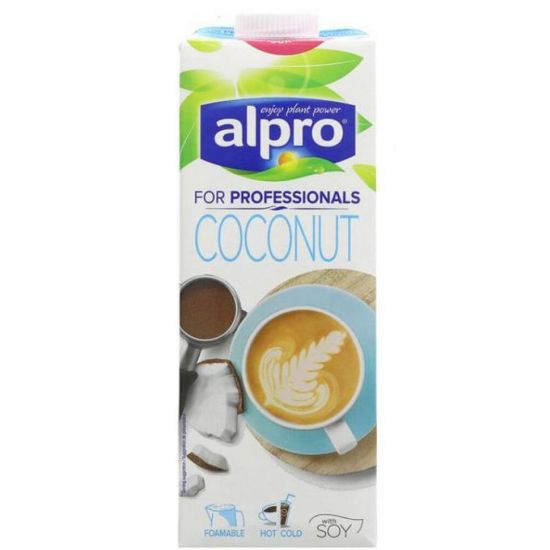 enjoy plant power
alpro®
FOR PROFESSIONALS
COCONUT
FOAMABLE
HOT COLD
with
SOY